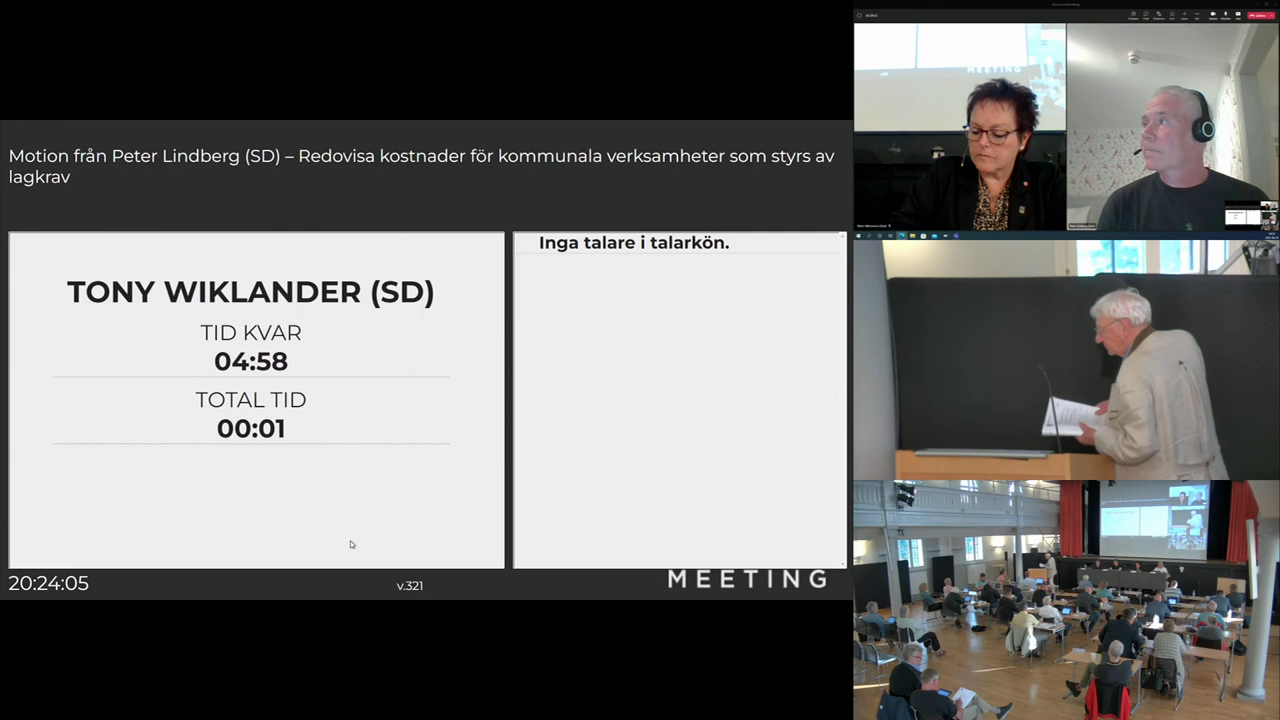 Motion från Peter Lindberg (SD) – Redovisa kostnader för kommunala verksamheter som styrs av
lagkrav
TONY WIKLANDER (SD)
TID KVAR
04:58
TOTAL TID
00:01
Inga talare i talarkön.
20:24:05
v.321
MEETING
MEETING